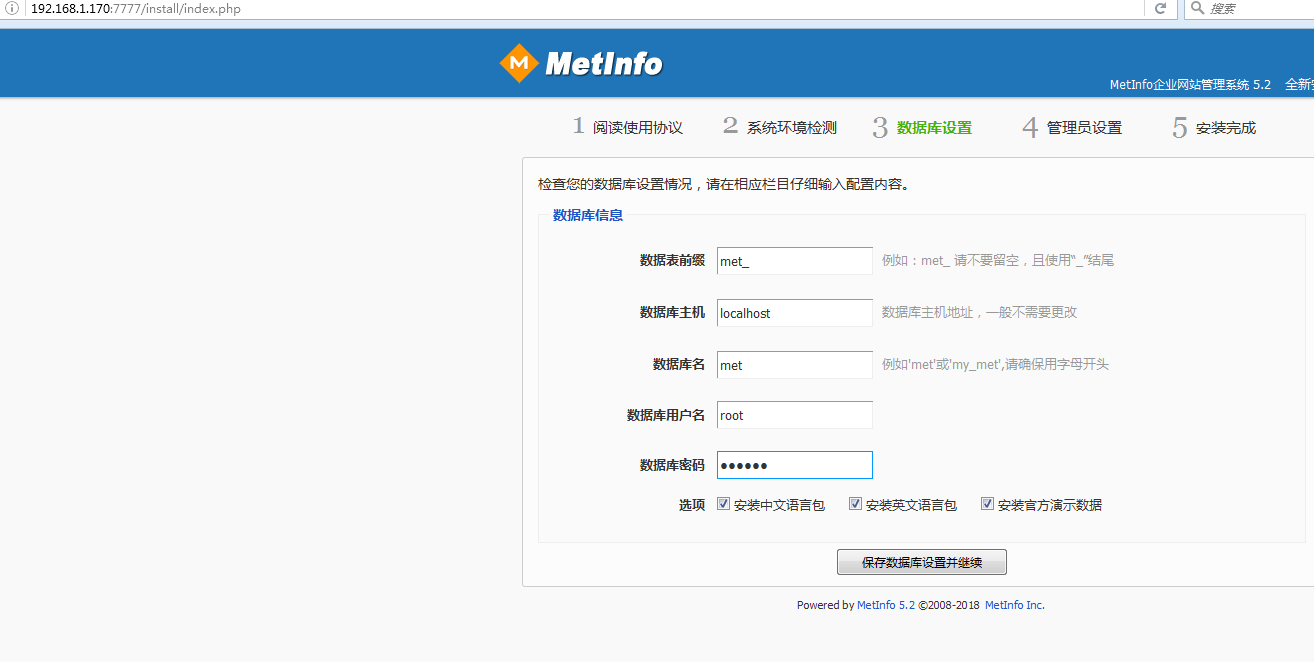 192.168.1.170:7777/install/index.php
搜索
M MetInfo
MetInfo企业网站管理系统 5.2 全新
1 阅读使用协议 2 系统环境检测 3 数据库设置 4 管理员设置 5 安装完成
检查您的数据库设置情况，请在相应栏目仔细输入配置内容。
数据库信息
数据表前缀 met_ 例如：met_ 请不要留空，且使用“_”结尾
数据库主机 localhost 数据库主机地址，一般不需要更改
数据库名 met 例如'met'或'my_met',请确保用字母开头
数据库用户名 root
数据库密码 ●●●●●●
选项 安装中文语言包 安装英文语言包 安装官方演示数据
保存数据库设置并继续
Powered by MetInfo 5.2 ©2008-2018 MetInfo Inc.